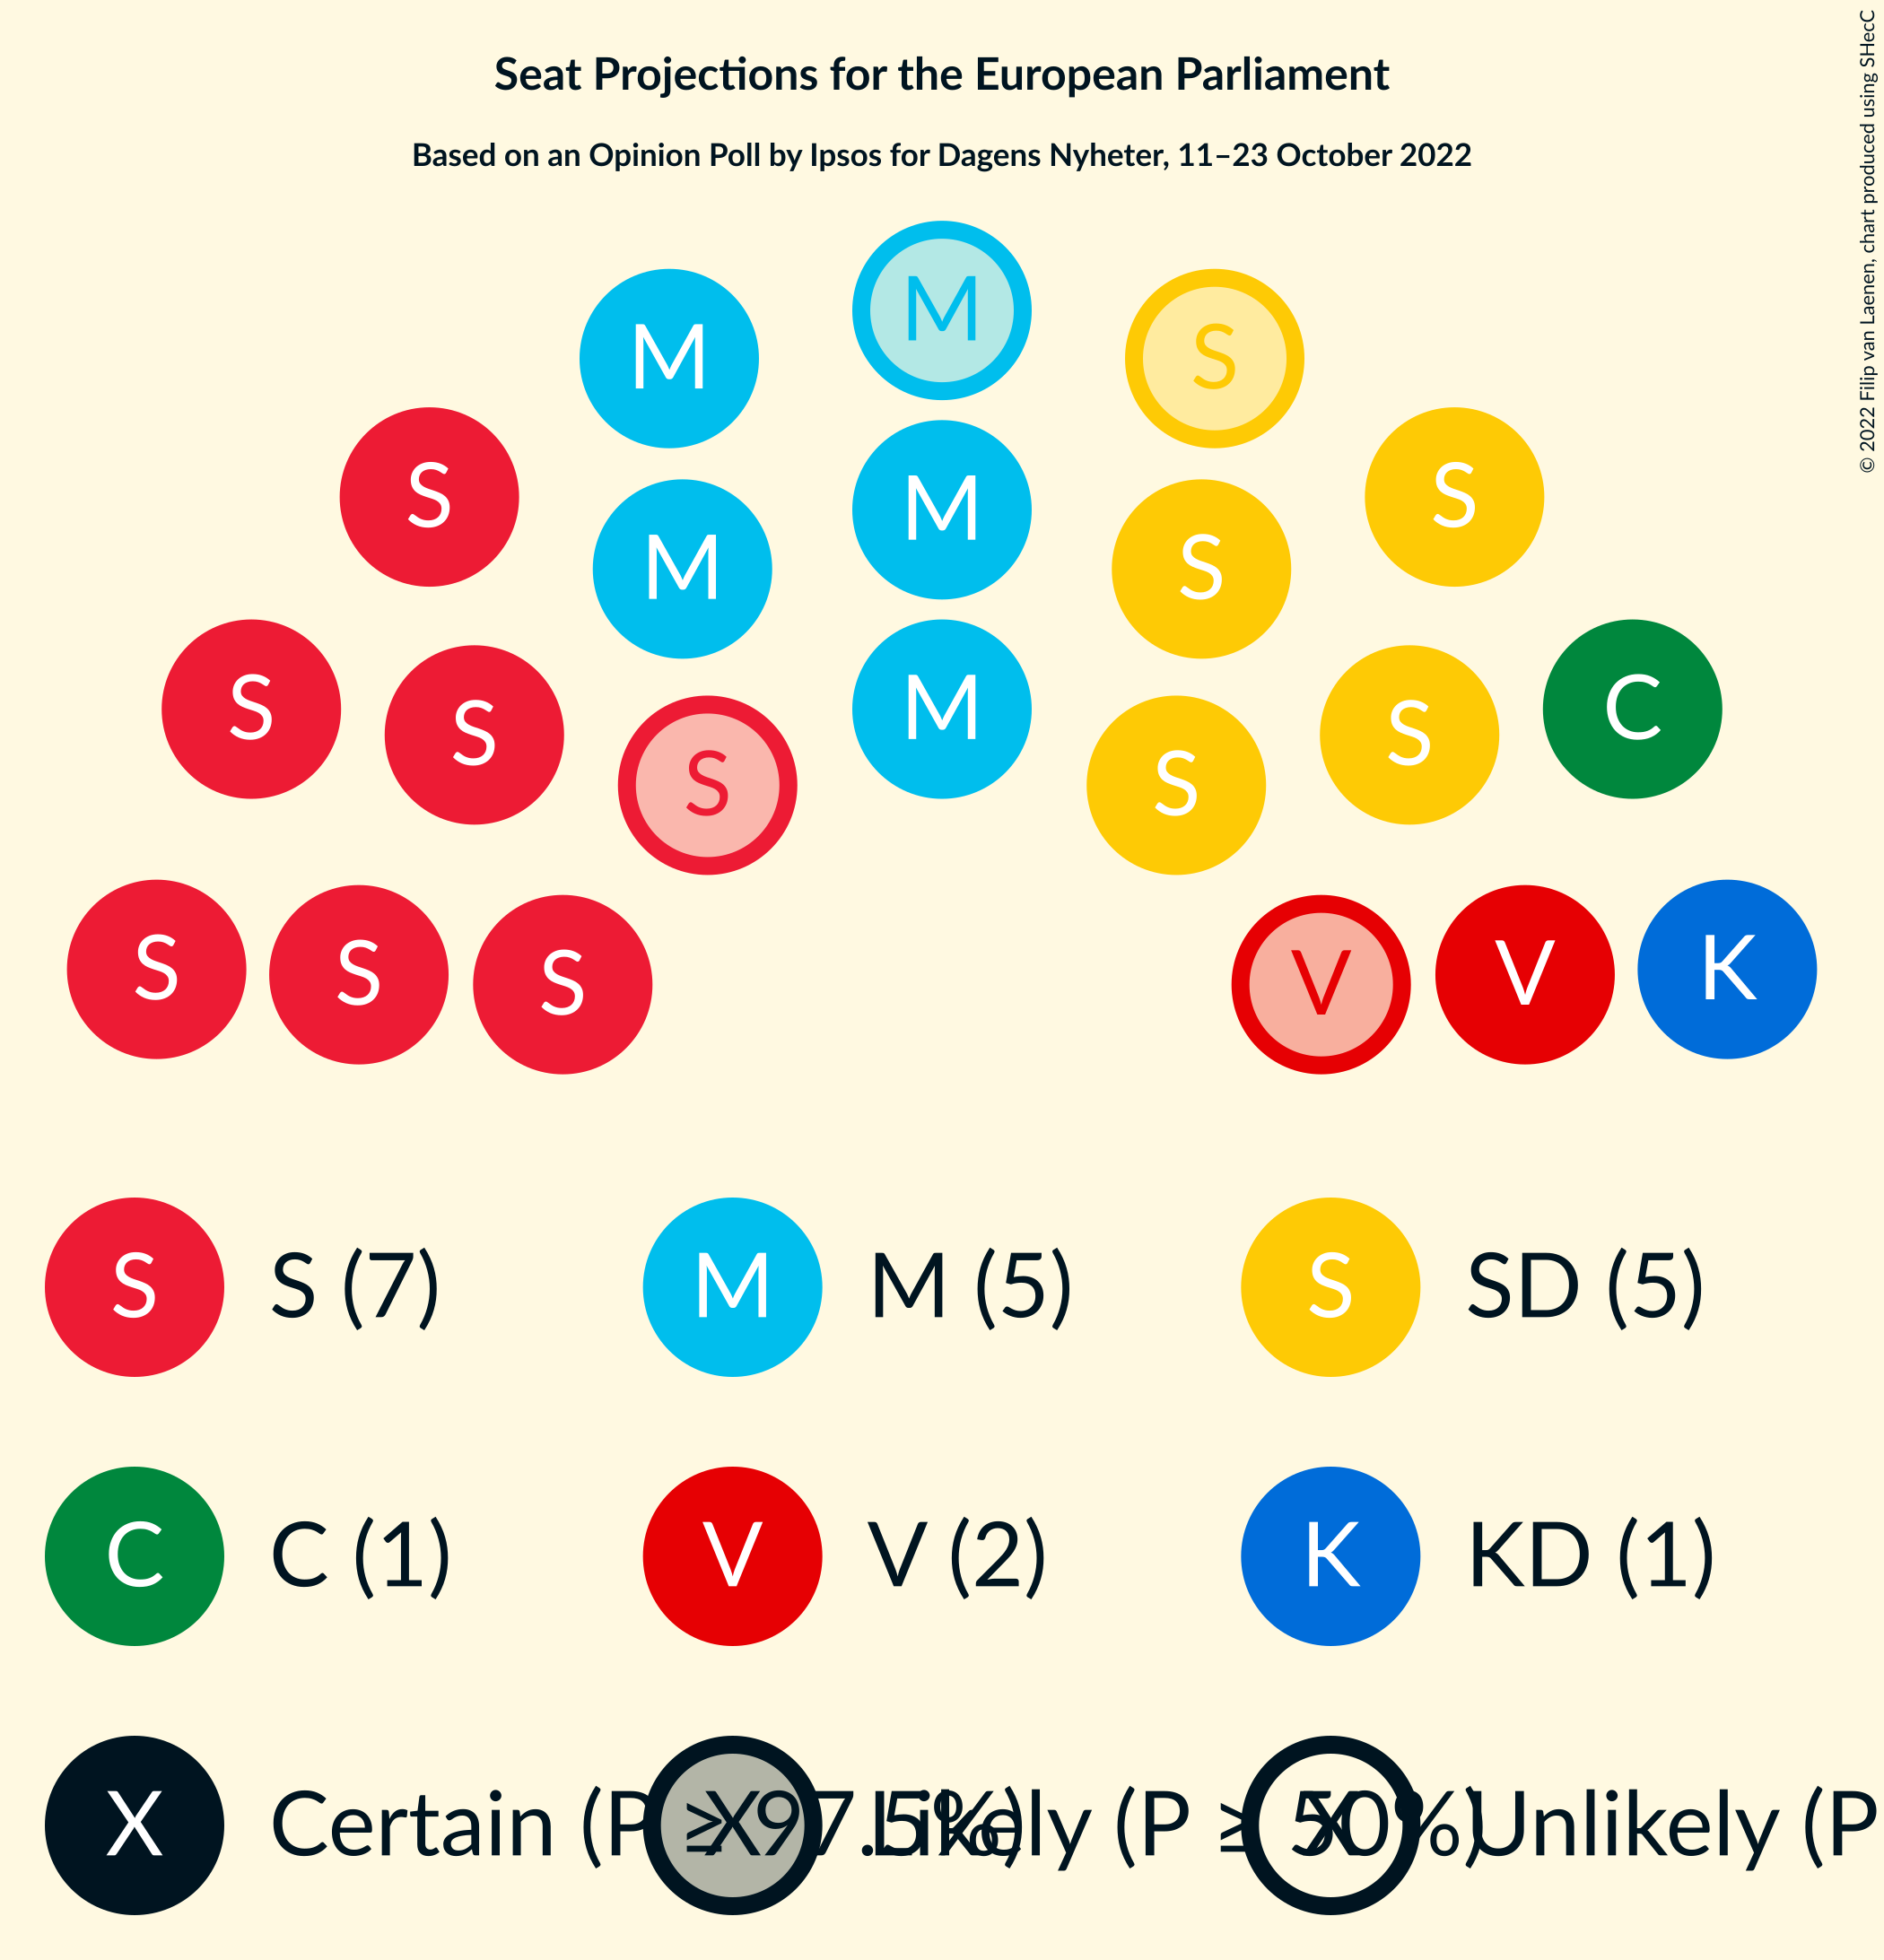 Seat Projections for the European Parliament
Based on an Opinion Poll by Ipsos for Dagens Nyheter, 11–23 October 2022
© 2022 Filip van Laenen, chart produced using SHecC
M
M
S
S
M
M
S
S
S
S
S
M
S
S
C
S
S
S
V
V
K
S S (7) M M (5) S SD (5)
C C (1) V V (2) K KD (1)
X Certain (P ≥ 97.5%) X Likely (P ≥ 50%) X Unlikely (P